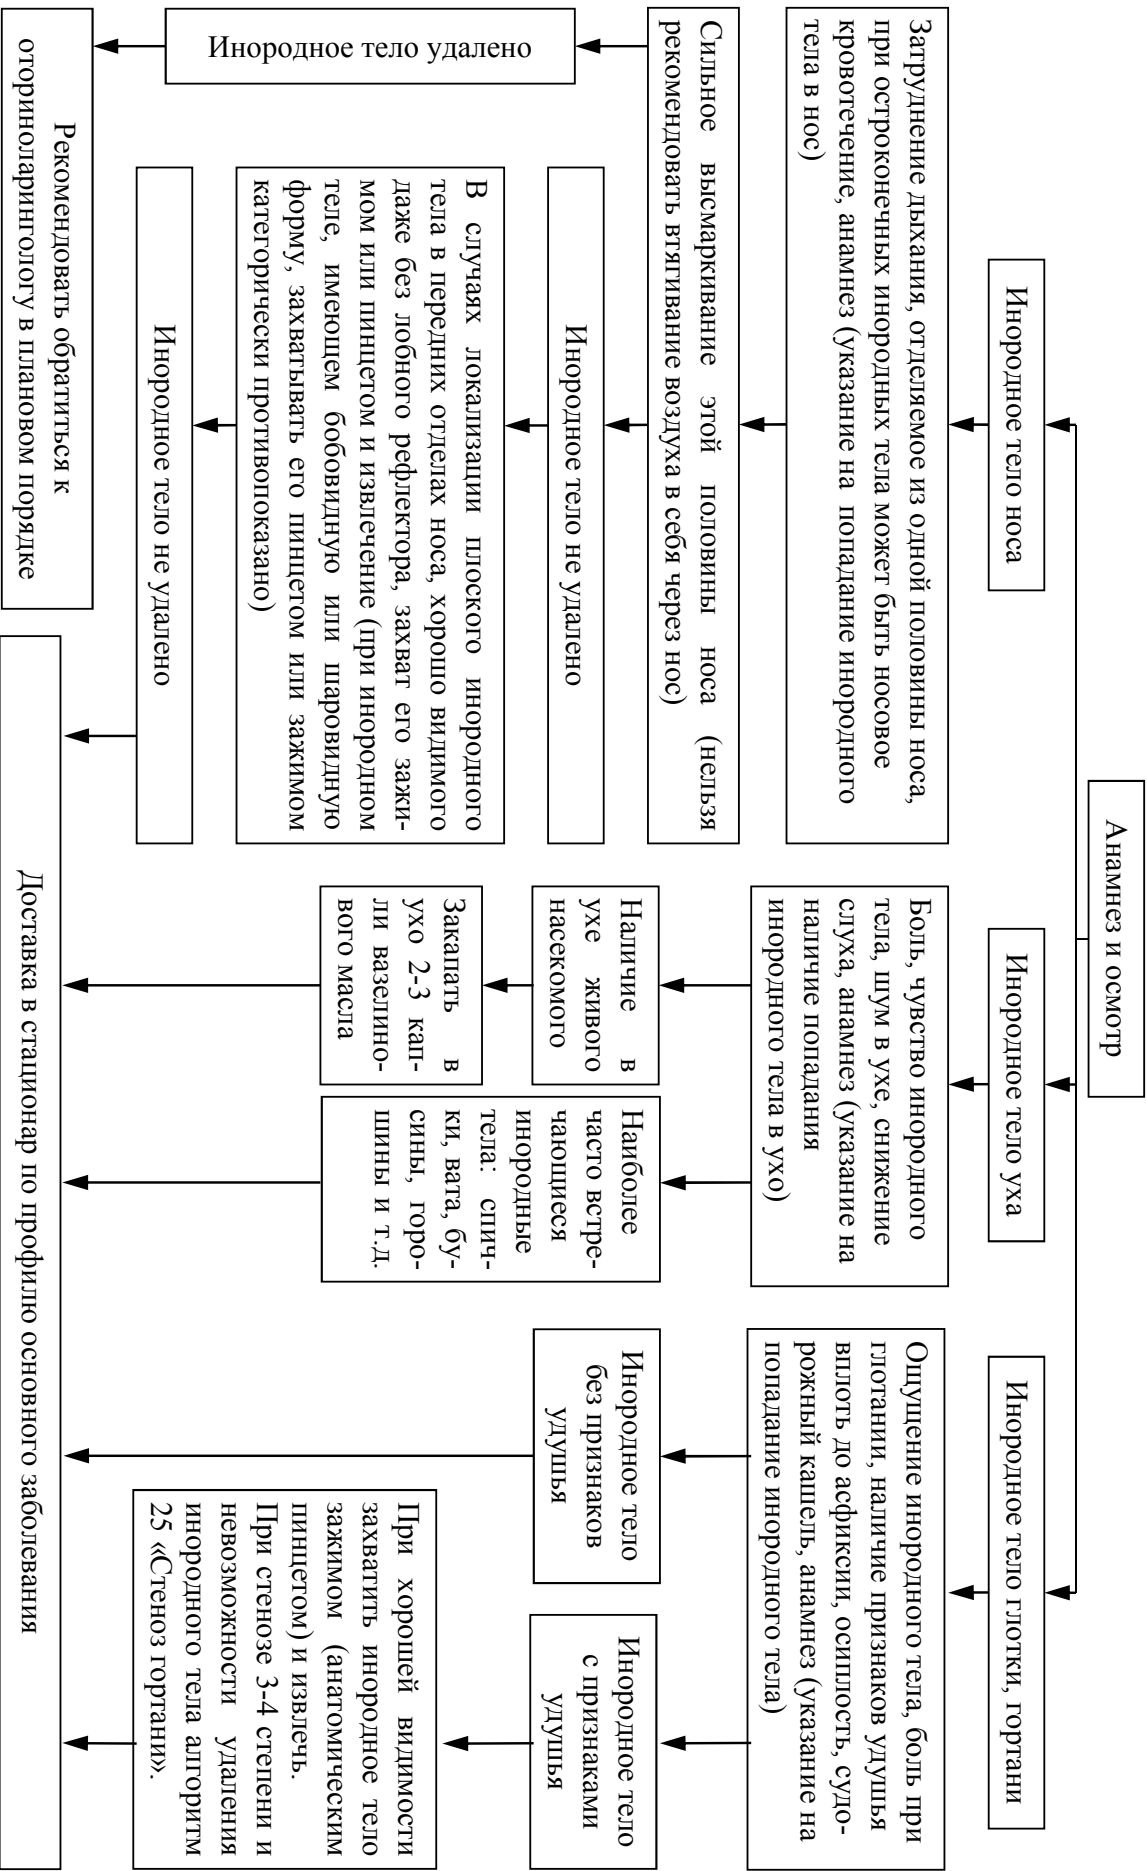 Анамнез и осмотр
Инородное тело носа
Затруднение дыхания, отделяемое из одной половины носа,
при остроконечных инородных тела может быть носовое
кровотечение, анамнез (указание на попадание инородного
тела в нос)
Сильное высмаркивание этой половины носа (нельзя
рекомендовать втягивание воздуха в себя через нос)
Инородное тело удалено
Рекомендовать обратиться к
оториноларингологу в плановом порядке
Инородное тело не удалено
В случаях локализации плоского инородного
тела в передних отделах носа, хорошо видимого
даже без лобного рефлектора, захват его зажи-
мом или пинцетом и извлечение (при инородном
теле, имеющем бобовидную или шаровидную
форму, захватывать его пинцетом или зажимом
категорически противопоказано)
Инородное тело не удалено
Инородное тело уха
Боль, чувство инородного
тела, шум в ухе, снижение
слуха, анамнез (указание на
наличие попадания
инородного тела в ухо)
Наличие в
ухе живого
насекомого
Закапать в
ухо 2-3 кап-
ли вазелино-
вого масла
Наиболее
часто встре-
чающиеся
инородные
тела: спич-
ки, вата, бу-
сины, горо-
шины и т.д.
Инородное тело глотки, гортани
Ощущение инородного тела, боль при
глотании, наличие признаков удушья
вплоть до асфиксии, осиплость, судо-
рожный кашель, анамнез (указание на
попадание инородного тела)
Инородное тело
без признаков
удушья
Инородное тело
с признаками
удушья
При хорошей видимости
захватить инородное тело
зажимом (анатомическим
пинцетом) и извлечь.
При стенозе 3-4 степени и
невозможности удаления
инородного тела алгоритм
25 «Стеноз гортани».
Доставка в стационар по профилю основного заболевания